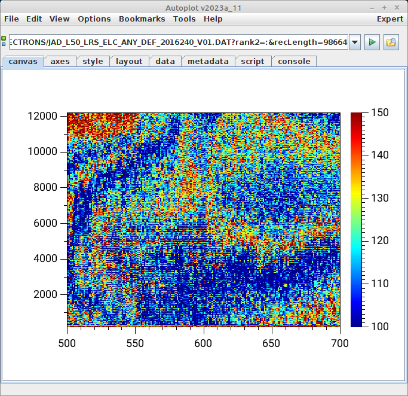 Autoplot v2023a_11
File Edit View Options Bookmarks Tools Help Expert
ECTRONS/JAD_L50_LRS_ELC_ANY_DEF_2016240_V01.DAT?rank2=:&recLength=98664
canvas axes style layout data metadata script console
12000
10000
8000
6000
4000
2000
500 550 600 650 700
150
140
130
120
110
100